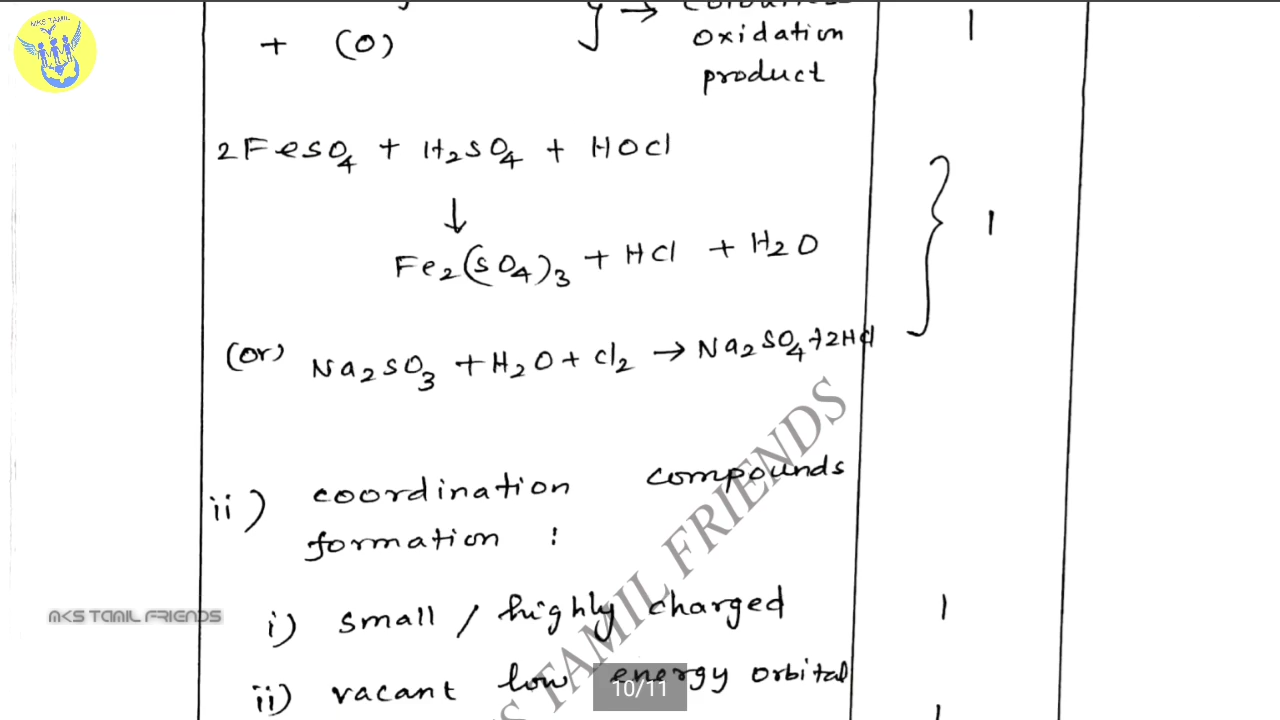 MKS TAMIL
+ (O) → 
oxidation
product
1
2FeSO4 + H2SO4 + HOCl
↓
Fe2(SO4)3 + HCl + H2O
1
(or) Na2SO3 + H2O + Cl2 → Na2SO4 + 2HCl
ii) coordination compounds
formation :
i) small / highly charged
1
ii) vacant low energy orbital
1
MKS TAMIL FRIENDS
S TAMIL FRIENDS
10/11